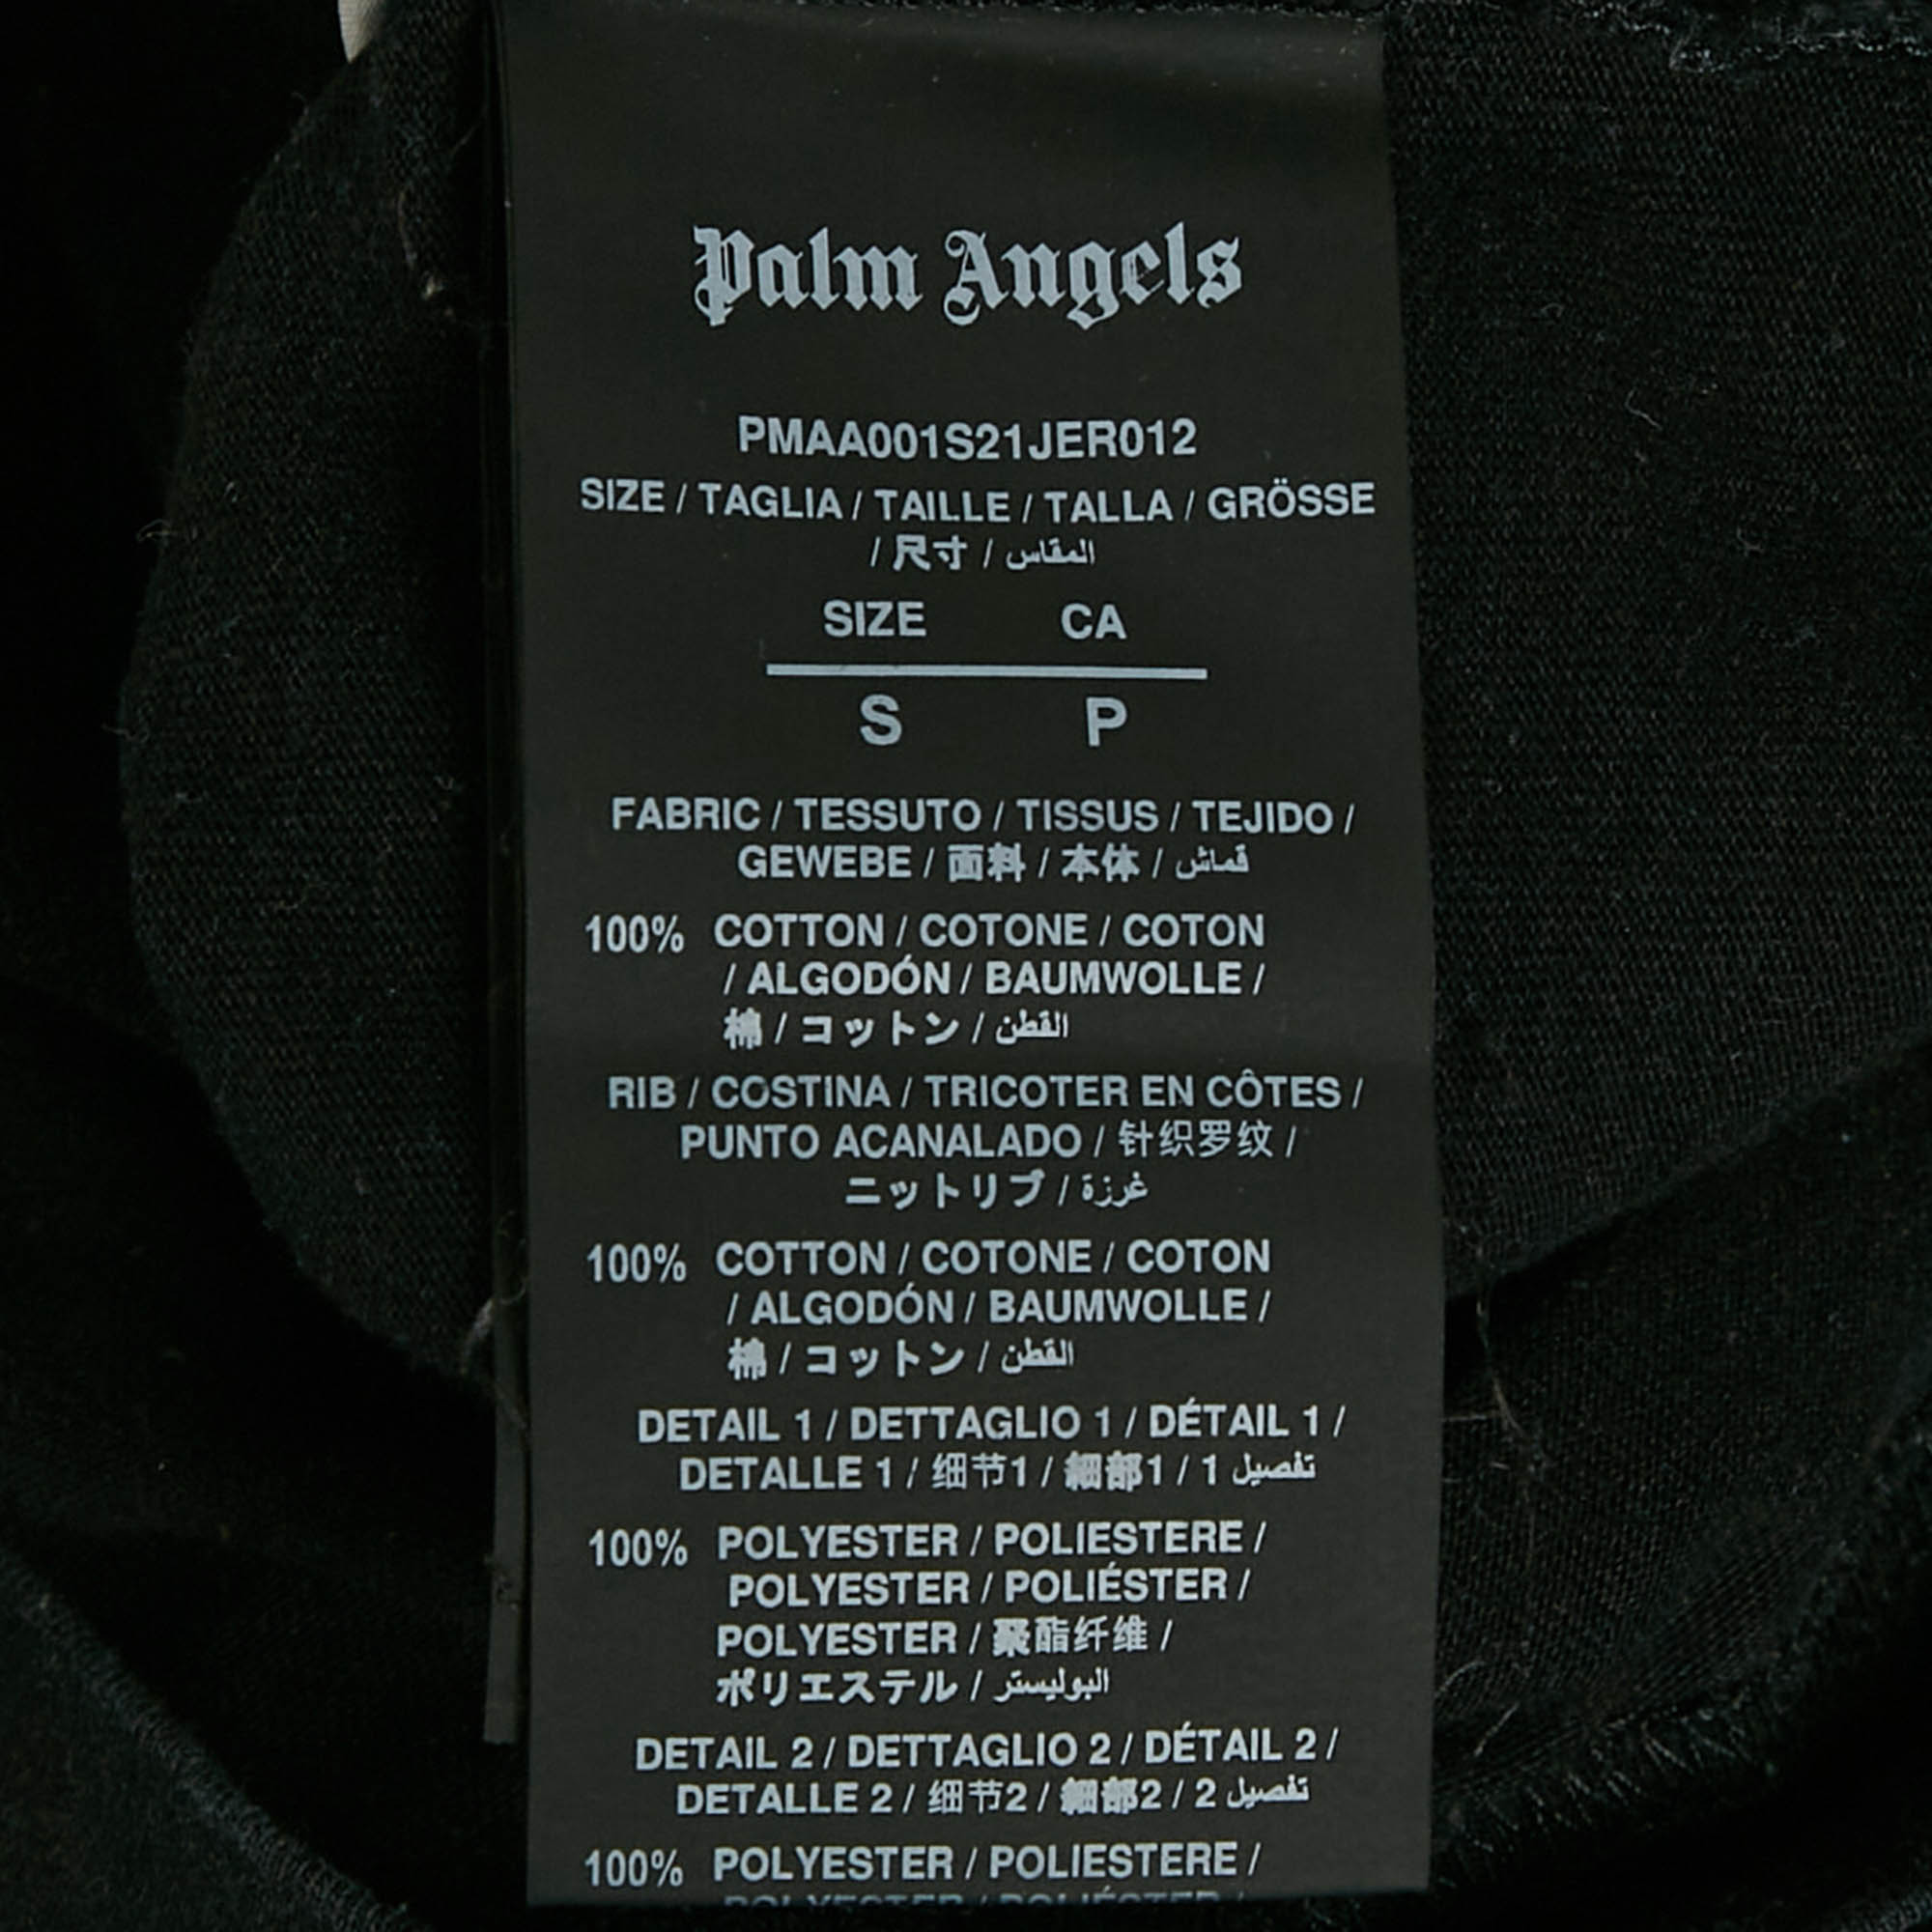 Palm Angels
PMAA001S21JER012
SIZE / TAGLIA / TAILLE / TALLA / GRÖSSE
/ 尺寸 / المقاس
SIZE CA
S P
FABRIC / TESSUTO / TISSUS / TEJIDO /
GEWEBE / 面料 / 本体 / قماش
100% COTTON / COTONE / COTON
/ ALGODÓN / BAUMWOLLE /
棉 / コットン / القطن
RIB / COSTINA / TRICOTER EN CÔTES /
PUNTO ACANALADO / 针织罗纹 /
ニットリブ / غرزة
100% COTTON / COTONE / COTON
/ ALGODÓN / BAUMWOLLE /
棉 / コットン / القطن
DETAIL 1 / DETTAGLIO 1 / DÉTAIL 1 /
DETALLE 1 / 细节1 / 細部1 / 1 تفصيل
100% POLYESTER / POLIESTERE /
POLYESTER / POLIÉSTER /
POLYESTER / 聚酯纤维 /
ポリエステル / البوليستر
DETAIL 2 / DETTAGLIO 2 / DÉTAIL 2 /
DETALLE 2 / 细节2 / 細部2 / 2 تفصيل
100% POLYESTER / POLIESTERE /
POLYESTER / POLIÉSTER /